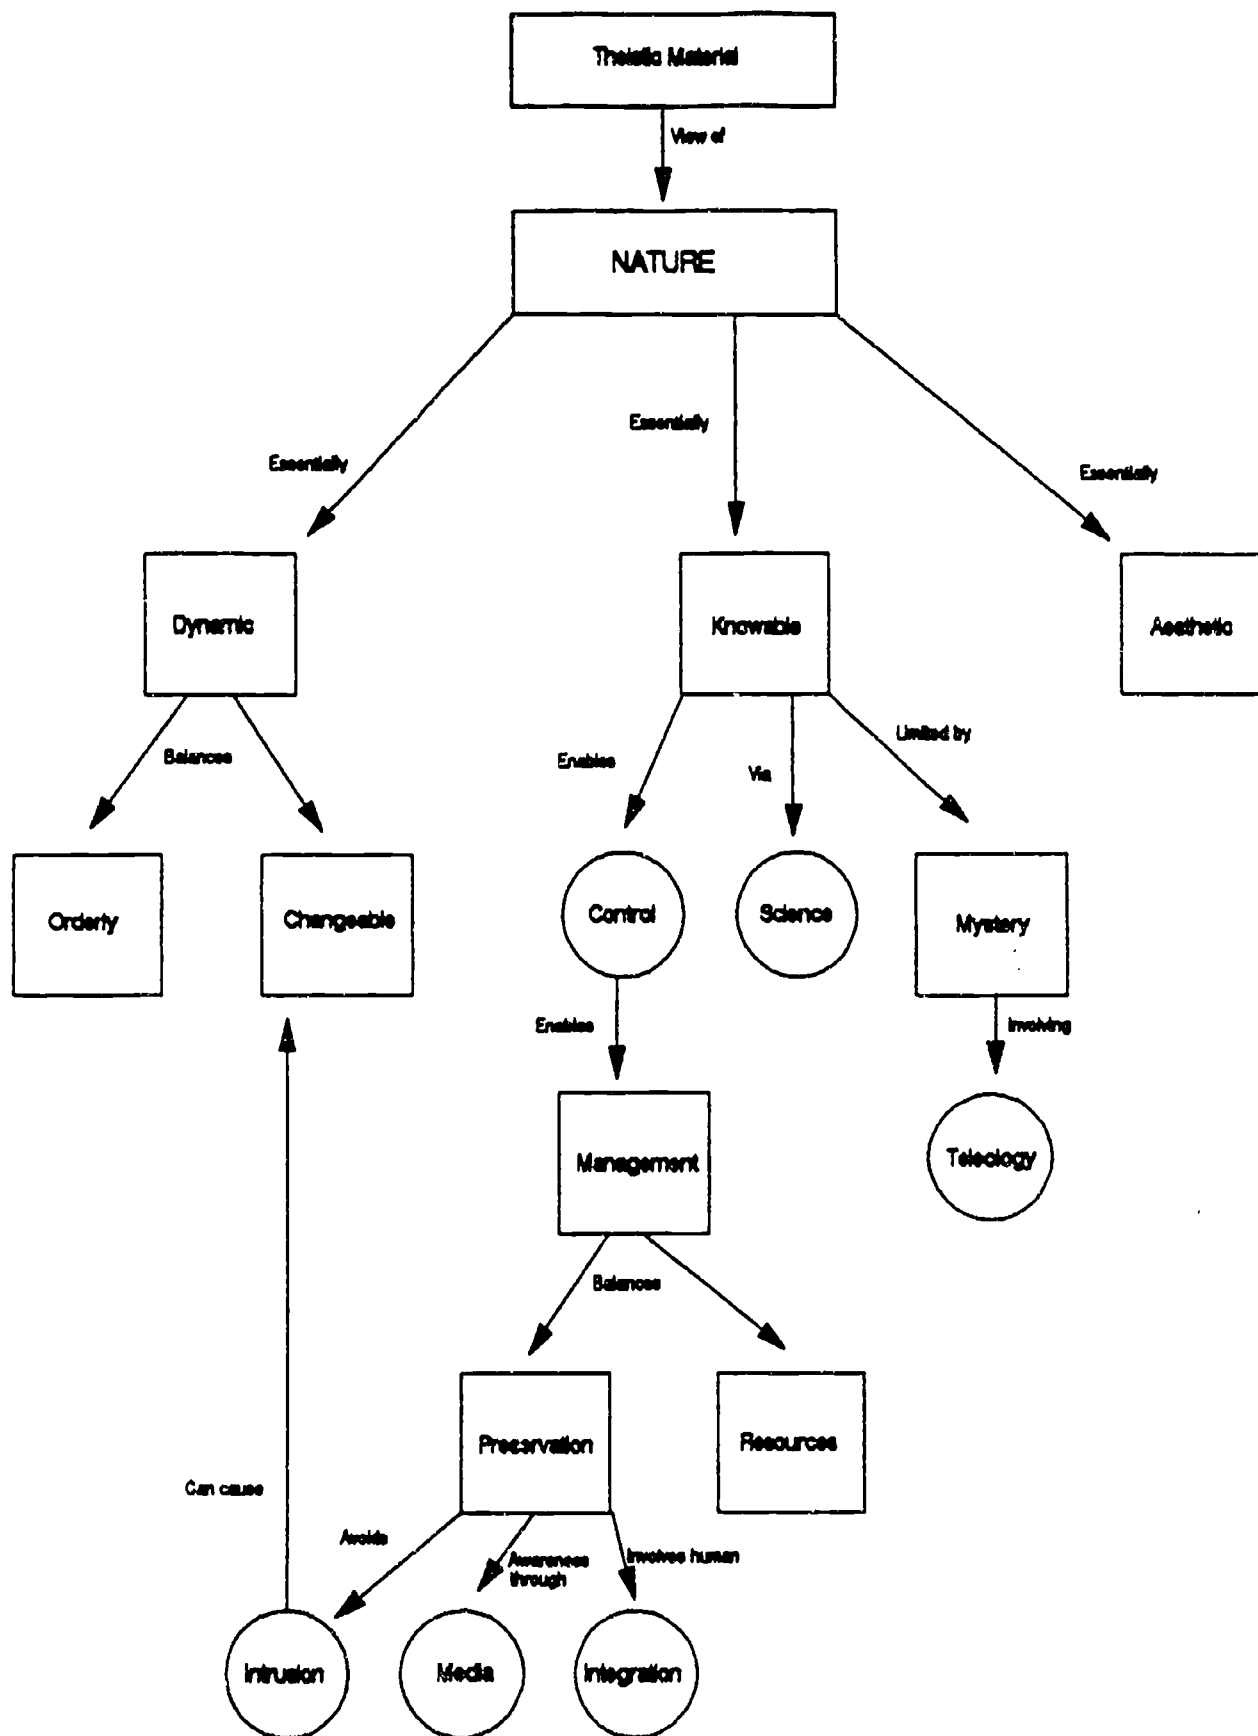 Theistic Material
View of
NATURE
Essentially
Essentially
Essentially
Dynamic
Knowable
Aesthetic
Balances
Enables
Via
Limited by
Orderly
Changeable
Control
Science
Mystery
Enables
Involving
Management
Teleology
Balances
Preservation
Resources
Can cause
Avoids
Awareness
through
Involves human
Intrusion
Media
Integration